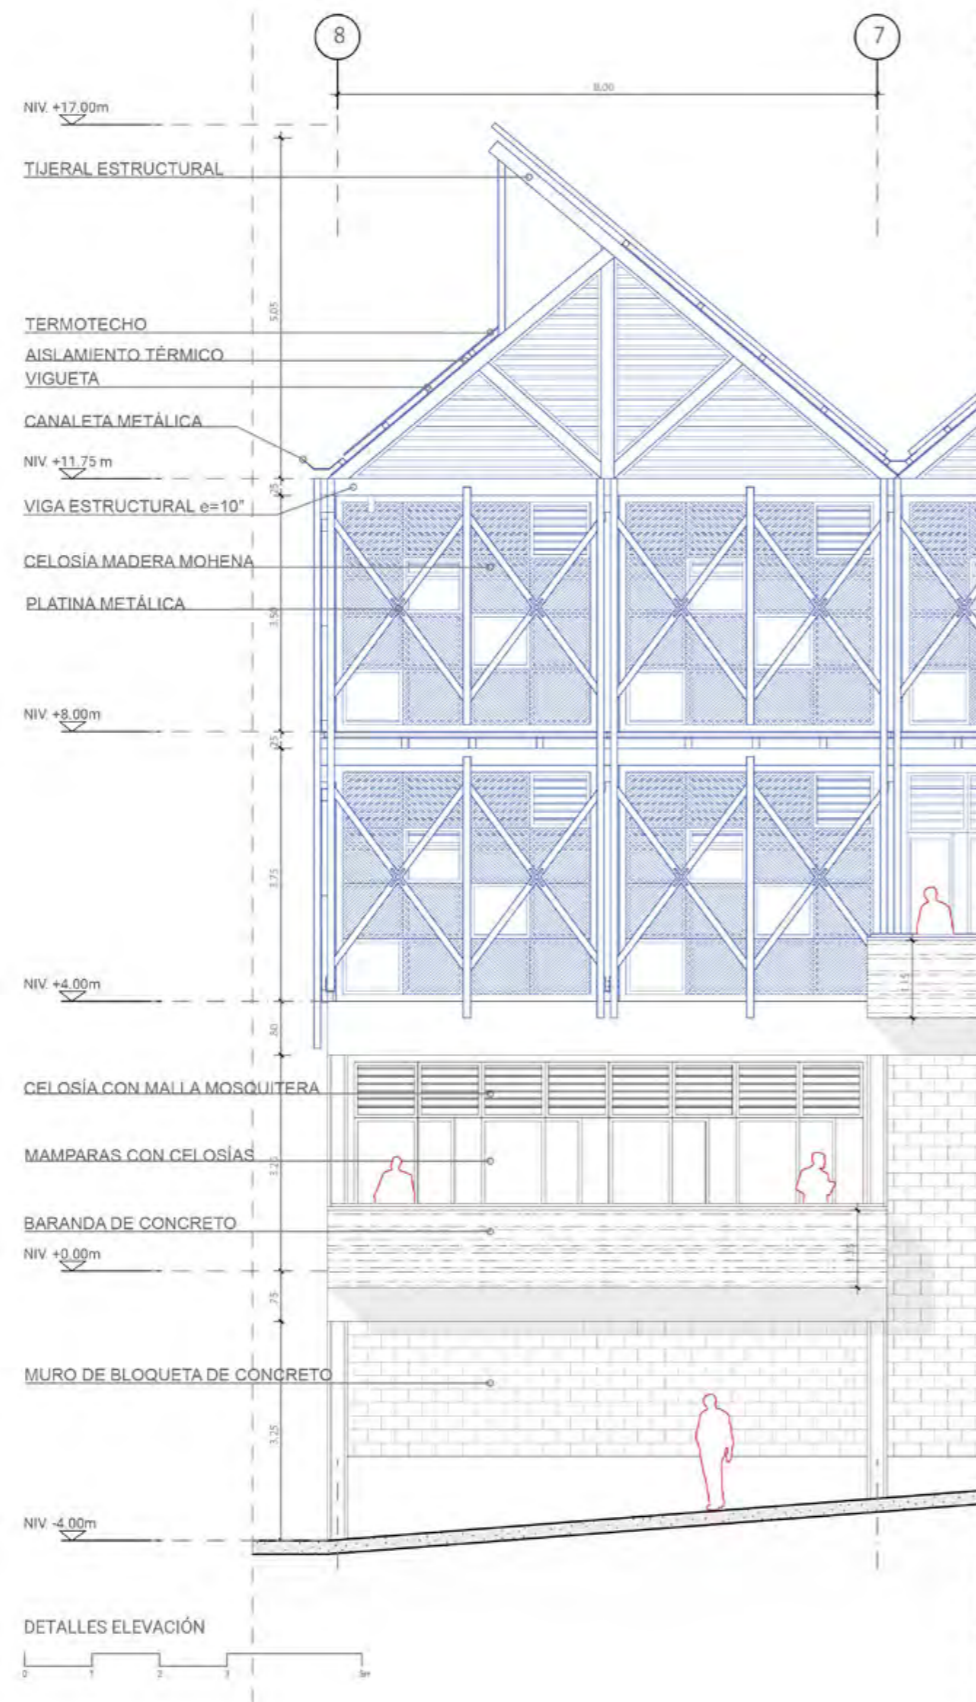 8
7
8.00
NIV. +17.00m
TIJERAL ESTRUCTURAL
5.05
TERMOTECHO
AISLAMIENTO TÉRMICO
VIGUETA
CANALETA METÁLICA
NIV. +11.75 m
.25
VIGA ESTRUCTURAL e=10"
CELOSÍA MADERA MOHENA
PLATINA METÁLICA
3.50
NIV. +8.00m
.25
3.75
NIV. +4.00m
1.15
.80
CELOSÍA CON MALLA MOSQUITERA
MAMPARAS CON CELOSÍAS
3.20
BARANDA DE CONCRETO
NIV. +0.00m
.75
MURO DE BLOQUETA DE CONCRETO
3.25
NIV. -4.00m
DETALLES ELEVACIÓN
0 1 2 3 5m